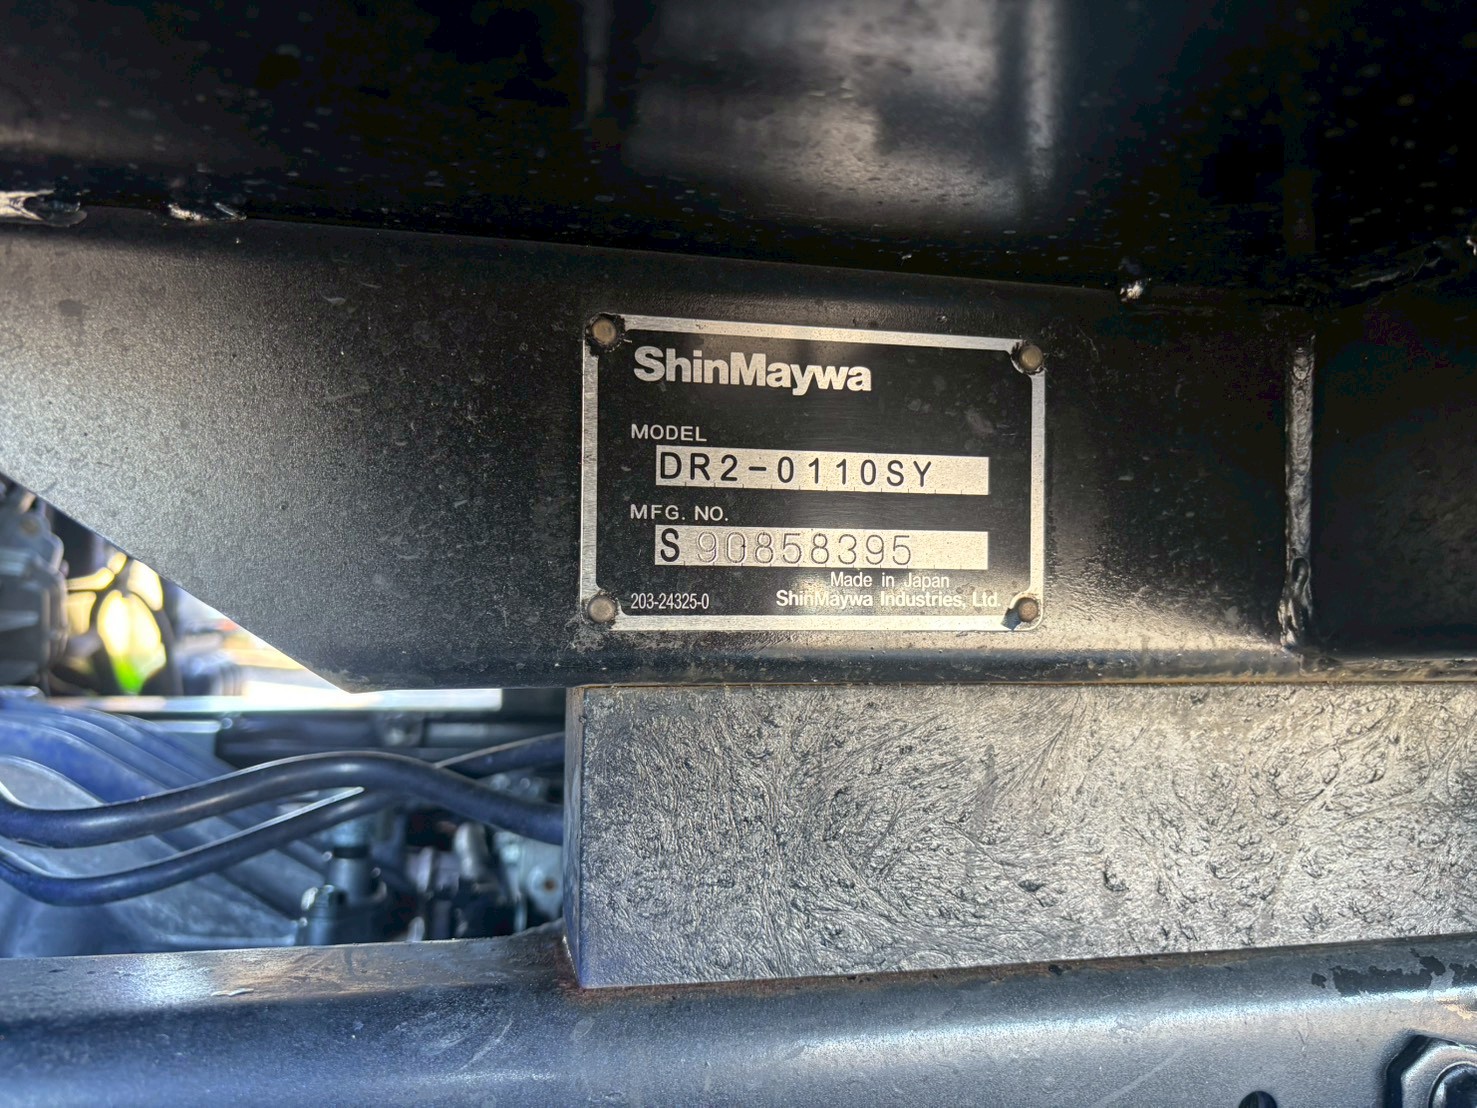 ShinMaywa
MODEL
DR2-0110SY
MFG. NO.
S 90858395
Made in Japan
203-24325-0 ShinMaywa Industries, Ltd.